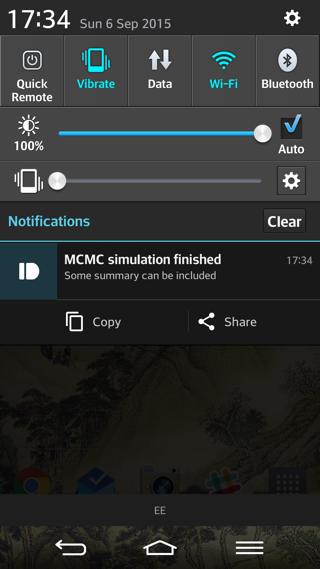 17:34 Sun 6 Sep 2015
Quick Remote
Vibrate
Data
Wi-Fi
Bluetooth
100%
Auto
Notifications
Clear
MCMC simulation finished 17:34
Some summary can be included
Copy
Share
EE